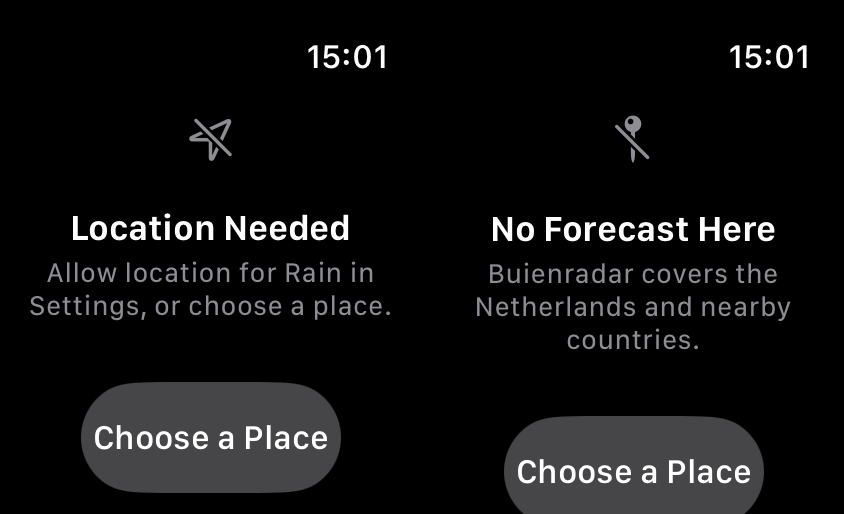 15:01
Location Needed
Allow location for Rain in
Settings, or choose a place.
Choose a Place
15:01
No Forecast Here
Buienradar covers the
Netherlands and nearby
countries.
Choose a Place